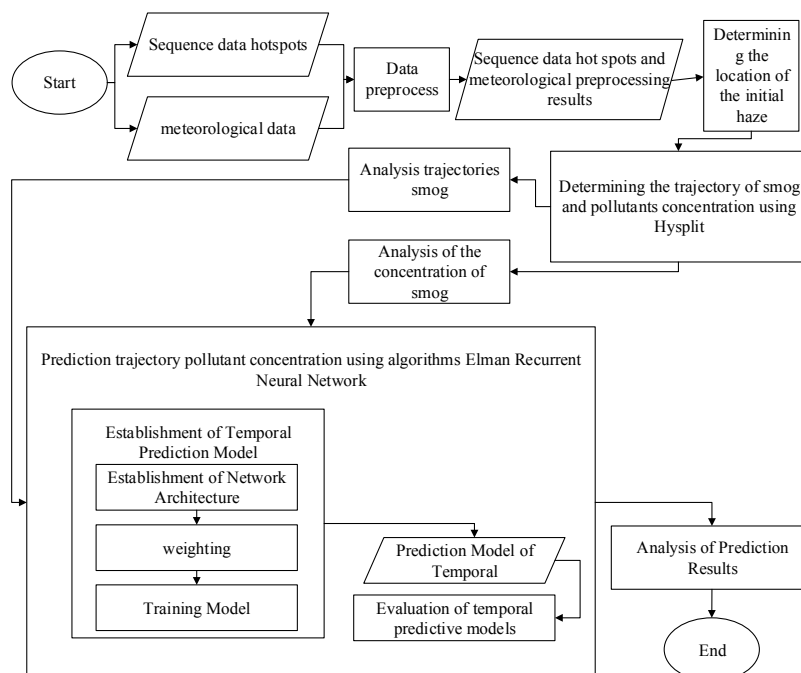 Start
Sequence data hotspots
meteorological data
Data
preprocess
Sequence data hot spots and
meteorological preprocessing
results
Determinin
g the
location of
the initial
haze
Analysis trajectories
smog
Determining the trajectory of smog
and pollutants concentration using
Hysplit
Analysis of the
concentration of
smog
Prediction trajectory pollutant concentration using algorithms Elman Recurrent
Neural Network
Establishment of Temporal
Prediction Model
Establishment of Network
Architecture
weighting
Training Model
Prediction Model of
Temporal
Evaluation of temporal
predictive models
Analysis of Prediction
Results
End